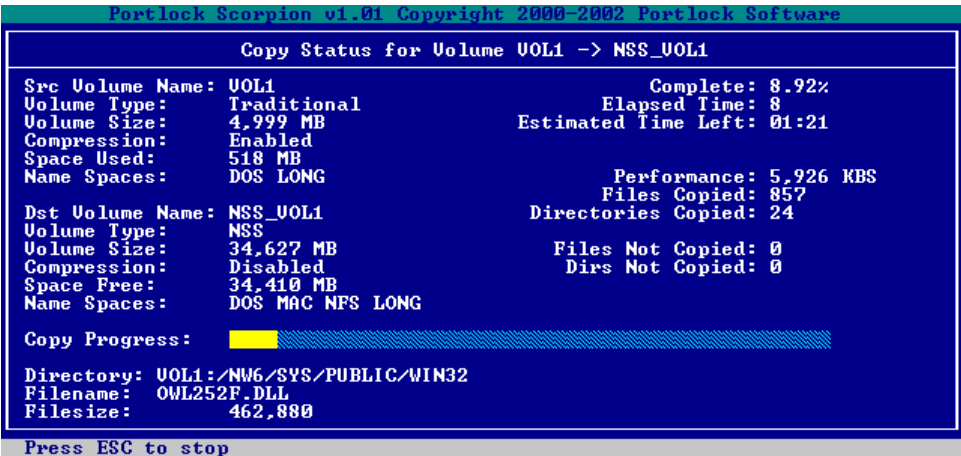 Portlock Scorpion v1.01 Copyright 2000-2002 Portlock Software
Copy Status for Volume VOL1 -> NSS_VOL1
Src Volume Name: VOL1 Complete: 8.92%
Volume Type: Traditional Elapsed Time: 8
Volume Size: 4,999 MB Estimated Time Left: 01:21
Compression: Enabled
Space Used: 518 MB
Name Spaces: DOS LONG Performance: 5,926 KBS
Files Copied: 857
Dst Volume Name: NSS_VOL1 Directories Copied: 24
Volume Type: NSS
Volume Size: 34,627 MB Files Not Copied: 0
Compression: Disabled Dirs Not Copied: 0
Space Free: 34,410 MB
Name Spaces: DOS MAC NFS LONG
Copy Progress:
Directory: VOL1:/NW6/SYS/PUBLIC/WIN32
Filename: OWL252F.DLL
Filesize: 462,880
Press ESC to stop